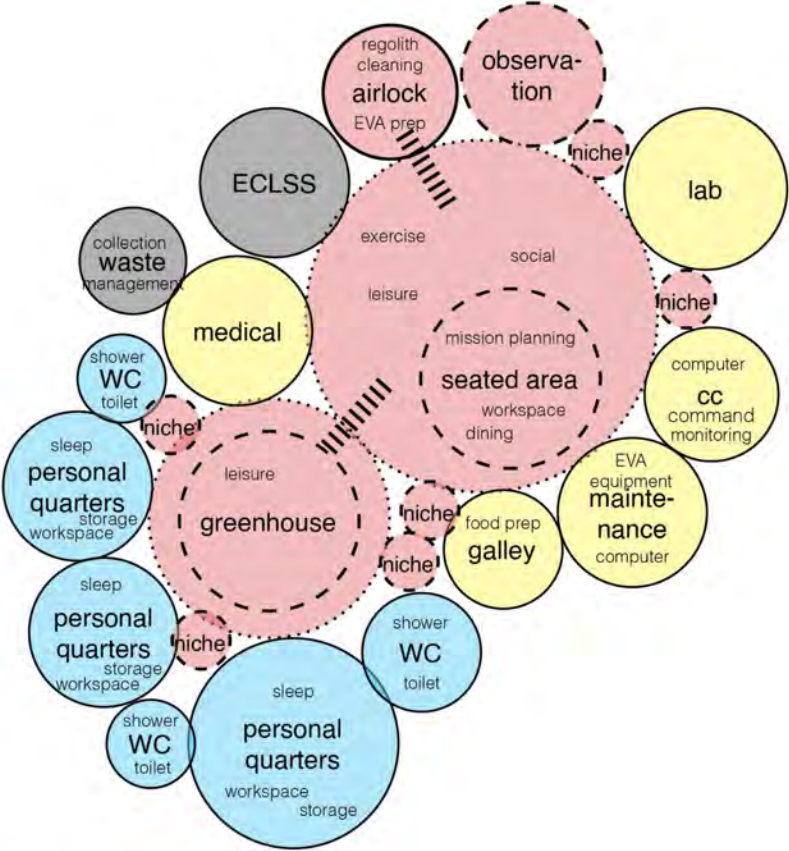 regolith
cleaning
airlock
EVA prep
observa-
tion
niche
ECLSS
lab
collection
waste
management
exercise
social
leisure
niche
medical
mission planning
seated area
workspace
dining
computer
cc
command
monitoring
shower
WC
toilet
niche
sleep
personal
quarters
storage
workspace
leisure
greenhouse
niche
niche
food prep
galley
EVA
equipment
mainte-
nance
computer
sleep
personal
quarters
storage
workspace
niche
shower
WC
toilet
shower
WC
toilet
sleep
personal
quarters
workspace
storage